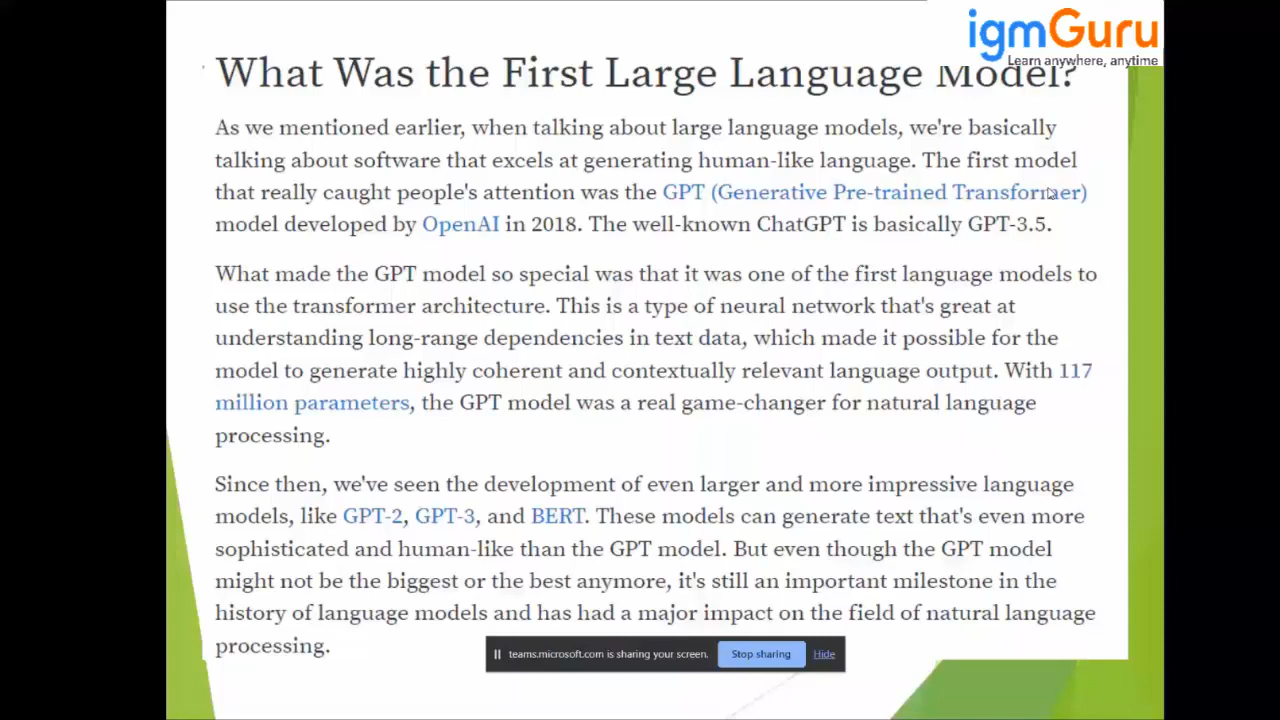 igmGuru
Learn anywhere, anytime
What Was the First Large Language Model?
As we mentioned earlier, when talking about large language models, we're basically
talking about software that excels at generating human-like language. The first model
that really caught people's attention was the GPT (Generative Pre-trained Transformer)
model developed by OpenAI in 2018. The well-known ChatGPT is basically GPT-3.5.
What made the GPT model so special was that it was one of the first language models to
use the transformer architecture. This is a type of neural network that's great at
understanding long-range dependencies in text data, which made it possible for the
model to generate highly coherent and contextually relevant language output. With 117
million parameters, the GPT model was a real game-changer for natural language
processing.
Since then, we've seen the development of even larger and more impressive language
models, like GPT-2, GPT-3, and BERT. These models can generate text that's even more
sophisticated and human-like than the GPT model. But even though the GPT model
might not be the biggest or the best anymore, it's still an important milestone in the
history of language models and has had a major impact on the field of natural language
processing.
teams.microsoft.com is sharing your screen. Stop sharing Hide